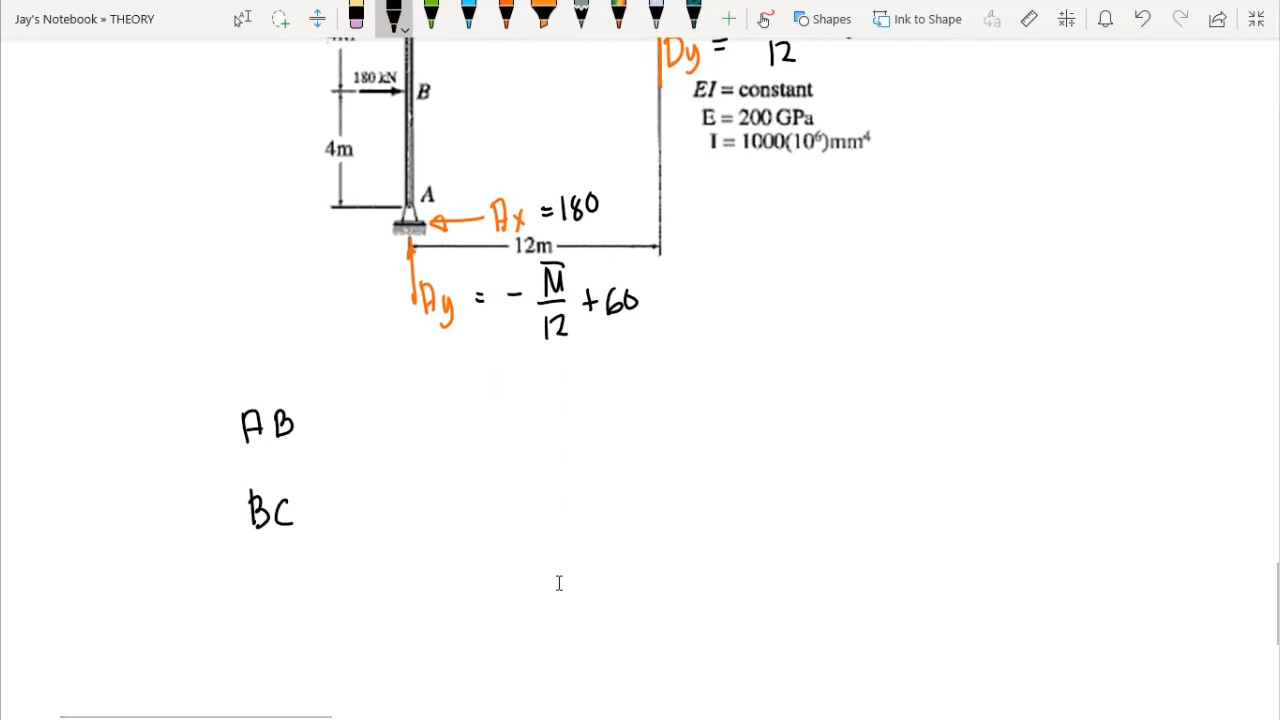 Jay's Notebook » THEORY
Shapes
Ink to Shape
Dy =
12
180 kN
B
EI = constant
E = 200 GPa
I = 1000(10⁶)mm⁴
4m
A
Ax = 180
12m
Ay = - M̅/12 + 60
AB
BC